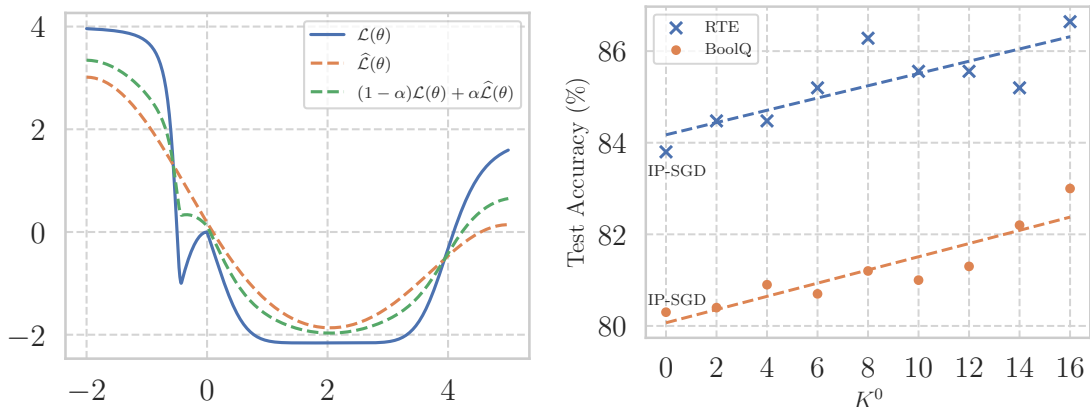 4
2
0
−2
−2
0
2
4
ℒ(θ)
ℒ̂(θ)
(1 − α)ℒ(θ) + αℒ̂(θ)
Test Accuracy (%)
86
84
82
80
RTE
BoolQ
IP-SGD
IP-SGD
0 2 4 6 8 10 12 14 16
K⁰